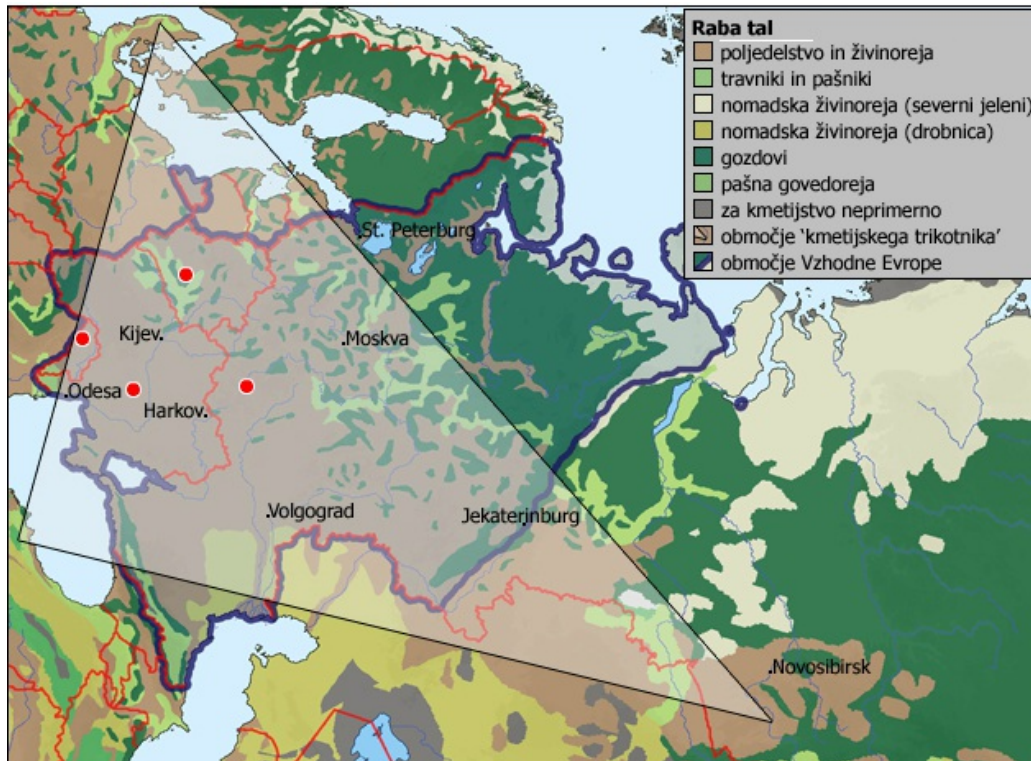 Raba tal
poljedelstvo in živinoreja
travniki in pašniki
nomadska živinoreja (severni jeleni)
nomadska živinoreja (drobnica)
gozdovi
pašna govedoreja
za kmetijstvo neprimerno
območje ‘kmetijskega trikotnika’
območje Vzhodne Evrope
St. Peterburg
Kijev
Moskva
Odesa
Harkov
Volgograd
Jekaterinburg
Novosibirsk